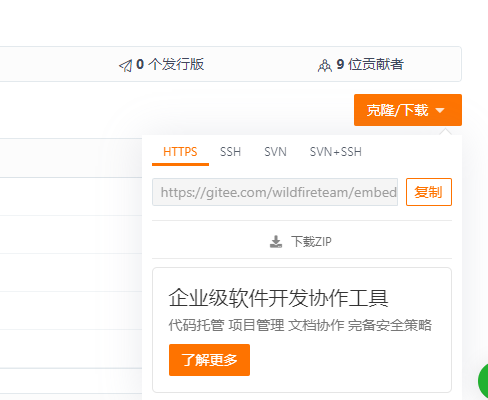 0 个发行版
9 位贡献者
克隆/下载
HTTPS SSH SVN SVN+SSH
https://gitee.com/wildfireteam/embed
复制
下载ZIP
企业级软件开发协作工具
代码托管 项目管理 文档协作 完备安全策略
了解更多